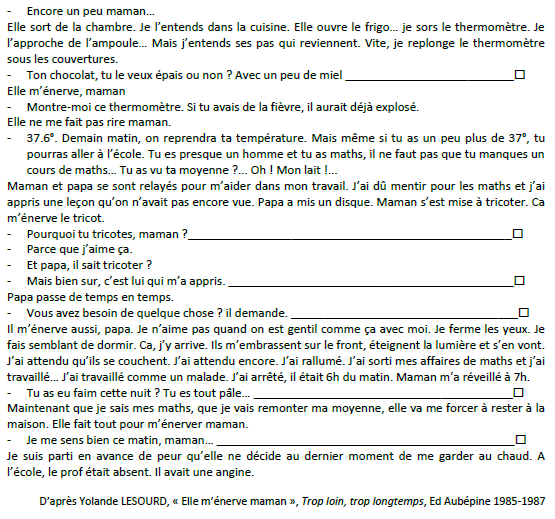 - Encore un peu maman...
Elle sort de la chambre. Je l'entends dans la cuisine. Elle ouvre le frigo... je sors le thermomètre. Je
l'approche de l'ampoule... Mais j'entends ses pas qui reviennent. Vite, je replonge le thermomètre
sous les couvertures.
- Ton chocolat, tu le veux épais ou non ? Avec un peu de miel __________________________☐
Elle m'énerve, maman
- Montre-moi ce thermomètre. Si tu avais de la fièvre, il aurait déjà explosé.
Elle ne me fait pas rire maman.
- 37.6°. Demain matin, on reprendra ta température. Mais même si tu as un peu plus de 37°, tu
pourras aller à l'école. Tu es presque un homme et tu as maths, il ne faut pas que tu manques un
cours de maths... Tu as vu ta moyenne ?... Oh ! Mon lait !...
Maman et papa se sont relayés pour m'aider dans mon travail. J'ai dû mentir pour les maths et j'ai
appris une leçon qu'on n'avait pas encore vue. Papa a mis un disque. Maman s'est mise à tricoter. Ca
m'énerve le tricot.
- Pourquoi tu tricotes, maman ?__________________________________________________☐
- Parce que j'aime ça.
- Et papa, il sait tricoter ?
- Mais bien sur, c'est lui qui m'a appris. ____________________________________________☐
Papa passe de temps en temps.
- Vous avez besoin de quelque chose ? il demande. ___________________________________☐
Il m'énerve aussi, papa. Je n'aime pas quand on est gentil comme ça avec moi. Je ferme les yeux. Je
fais semblant de dormir. Ca, j'y arrive. Ils m'embrassent sur le front, éteignent la lumière et s'en vont.
J'ai attendu qu'ils se couchent. J'ai attendu encore. J'ai rallumé. J'ai sorti mes affaires de maths et j'ai
travaillé... J'ai travaillé comme un malade. J'ai arrêté, il était 6h du matin. Maman m'a réveillé à 7h.
- Tu as eu faim cette nuit ? Tu es tout pâle... ________________________________________☐
Maintenant que je sais mes maths, que je vais remonter ma moyenne, elle va me forcer à rester à la
maison. Elle fait tout pour m'énerver maman.
- Je me sens bien ce matin, maman... ______________________________________________☐
Je suis parti en avance de peur qu'elle ne décide au dernier moment de me garder au chaud. A
l'école, le prof était absent. Il avait une angine.
D'après Yolande LESOURD, « Elle m'énerve maman », Trop loin, trop longtemps, Ed Aubépine 1985-1987